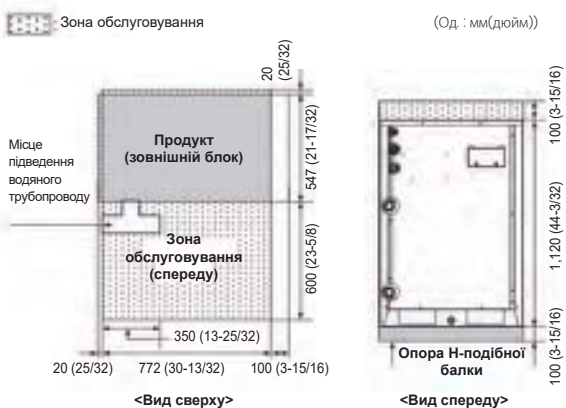 Зона обслуговування
(Од. : мм(дюйм))
20
(25/32)
Місце
підведення
водяного
трубопроводу
Продукт
(зовнішній блок)
547 (21-17/32)
Зона
обслуговування
(спереду)
600 (23-5/8)
350 (13-25/32)
20 (25/32)
772 (30-13/32)
100 (3-15/16)
<Вид сверху>
100 (3-15/16)
1,120 (44-3/32)
100 (3-15/16)
Опора Н-подібної
балки
<Вид спереду>